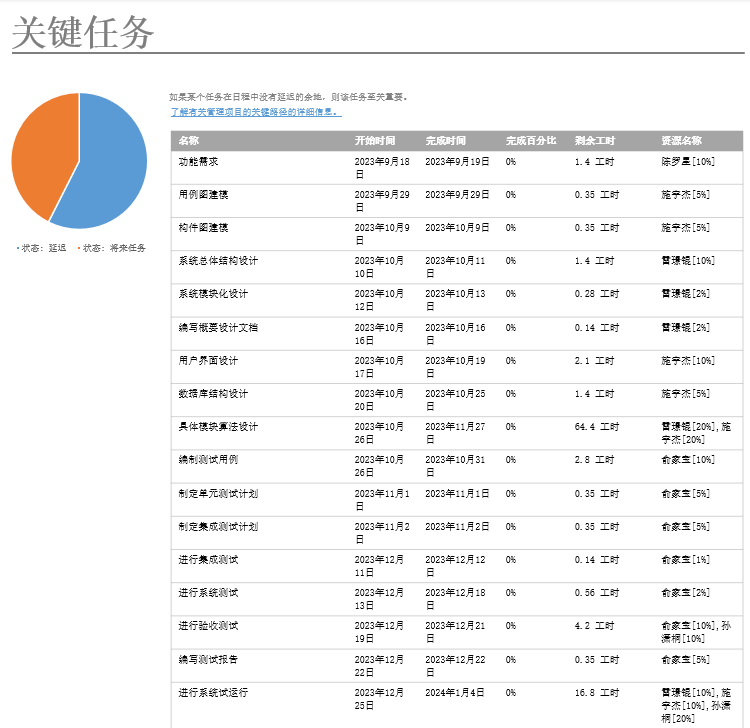 关键任务
如果某个任务在日程中没有延迟的余地，则该任务至关重要。
了解有关管理项目的关键路径的详细信息。
状态：延迟 状态：将来任务
名称 开始时间 完成时间 完成百分比 剩余工时 资源名称
功能需求 2023年9月18日 2023年9月19日 0% 1.4 工时 陈罗星[10%]
用例图建模 2023年9月29日 2023年9月29日 0% 0.35 工时 施宇杰[5%]
构件图建模 2023年10月9日 2023年10月9日 0% 0.35 工时 施宇杰[5%]
系统总体结构设计 2023年10月10日 2023年10月11日 0% 1.4 工时 雷璟锟[10%]
系统模块化设计 2023年10月12日 2023年10月13日 0% 0.28 工时 雷璟锟[2%]
编写概要设计文档 2023年10月16日 2023年10月16日 0% 0.14 工时 雷璟锟[2%]
用户界面设计 2023年10月17日 2023年10月19日 0% 2.1 工时 施宇杰[10%]
数据库结构设计 2023年10月20日 2023年10月25日 0% 1.4 工时 施宇杰[5%]
具体模块算法设计 2023年10月26日 2023年11月27日 0% 64.4 工时 雷璟锟[20%],施宇杰[20%]
编制测试用例 2023年10月26日 2023年10月31日 0% 2.8 工时 俞家宝[10%]
制定单元测试计划 2023年11月1日 2023年11月1日 0% 0.35 工时 俞家宝[5%]
制定集成测试计划 2023年11月2日 2023年11月2日 0% 0.35 工时 俞家宝[5%]
进行集成测试 2023年12月11日 2023年12月12日 0% 0.14 工时 俞家宝[1%]
进行系统测试 2023年12月13日 2023年12月18日 0% 0.56 工时 俞家宝[2%]
进行验收测试 2023年12月19日 2023年12月21日 0% 4.2 工时 俞家宝[10%],孙潇桐[10%]
编写测试报告 2023年12月22日 2023年12月22日 0% 0.35 工时 俞家宝[5%]
进行系统试运行 2023年12月25日 2024年1月4日 0% 16.8 工时 雷璟锟[10%],施宇杰[10%],孙潇桐[20%]